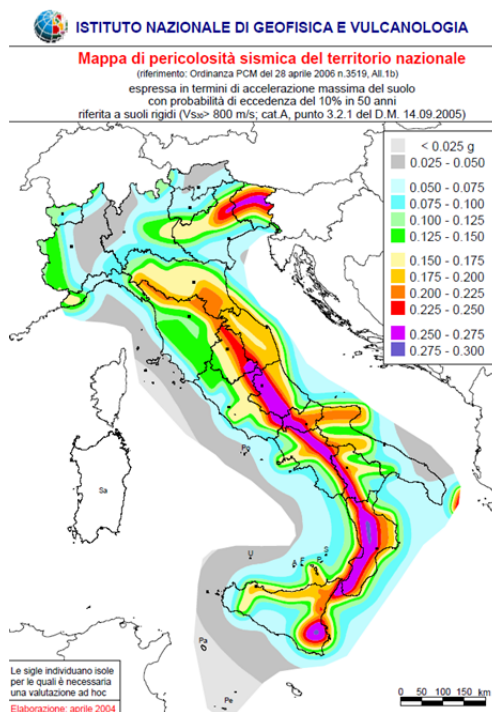 ISTITUTO NAZIONALE DI GEOFISICA E VULCANOLOGIA
Mappa di pericolosità sismica del territorio nazionale
(riferimento: Ordinanza PCM del 28 aprile 2006 n.3519, All.1b)
espressa in termini di accelerazione massima del suolo
con probabilità di eccedenza del 10% in 50 anni
riferita a suoli rigidi (Vs₃₀> 800 m/s; cat.A, punto 3.2.1 del D.M. 14.09.2005)
< 0.025 g
0.025 - 0.050
0.050 - 0.075
0.075 - 0.100
0.100 - 0.125
0.125 - 0.150
0.150 - 0.175
0.175 - 0.200
0.200 - 0.225
0.225 - 0.250
0.250 - 0.275
0.275 - 0.300
Po
Sa
U
S
A
F
P
Pa
Pe
Le sigle individuano isole
per le quali è necessaria
una valutazione ad hoc
Elaborazione: aprile 2004
0 50 100 150 km